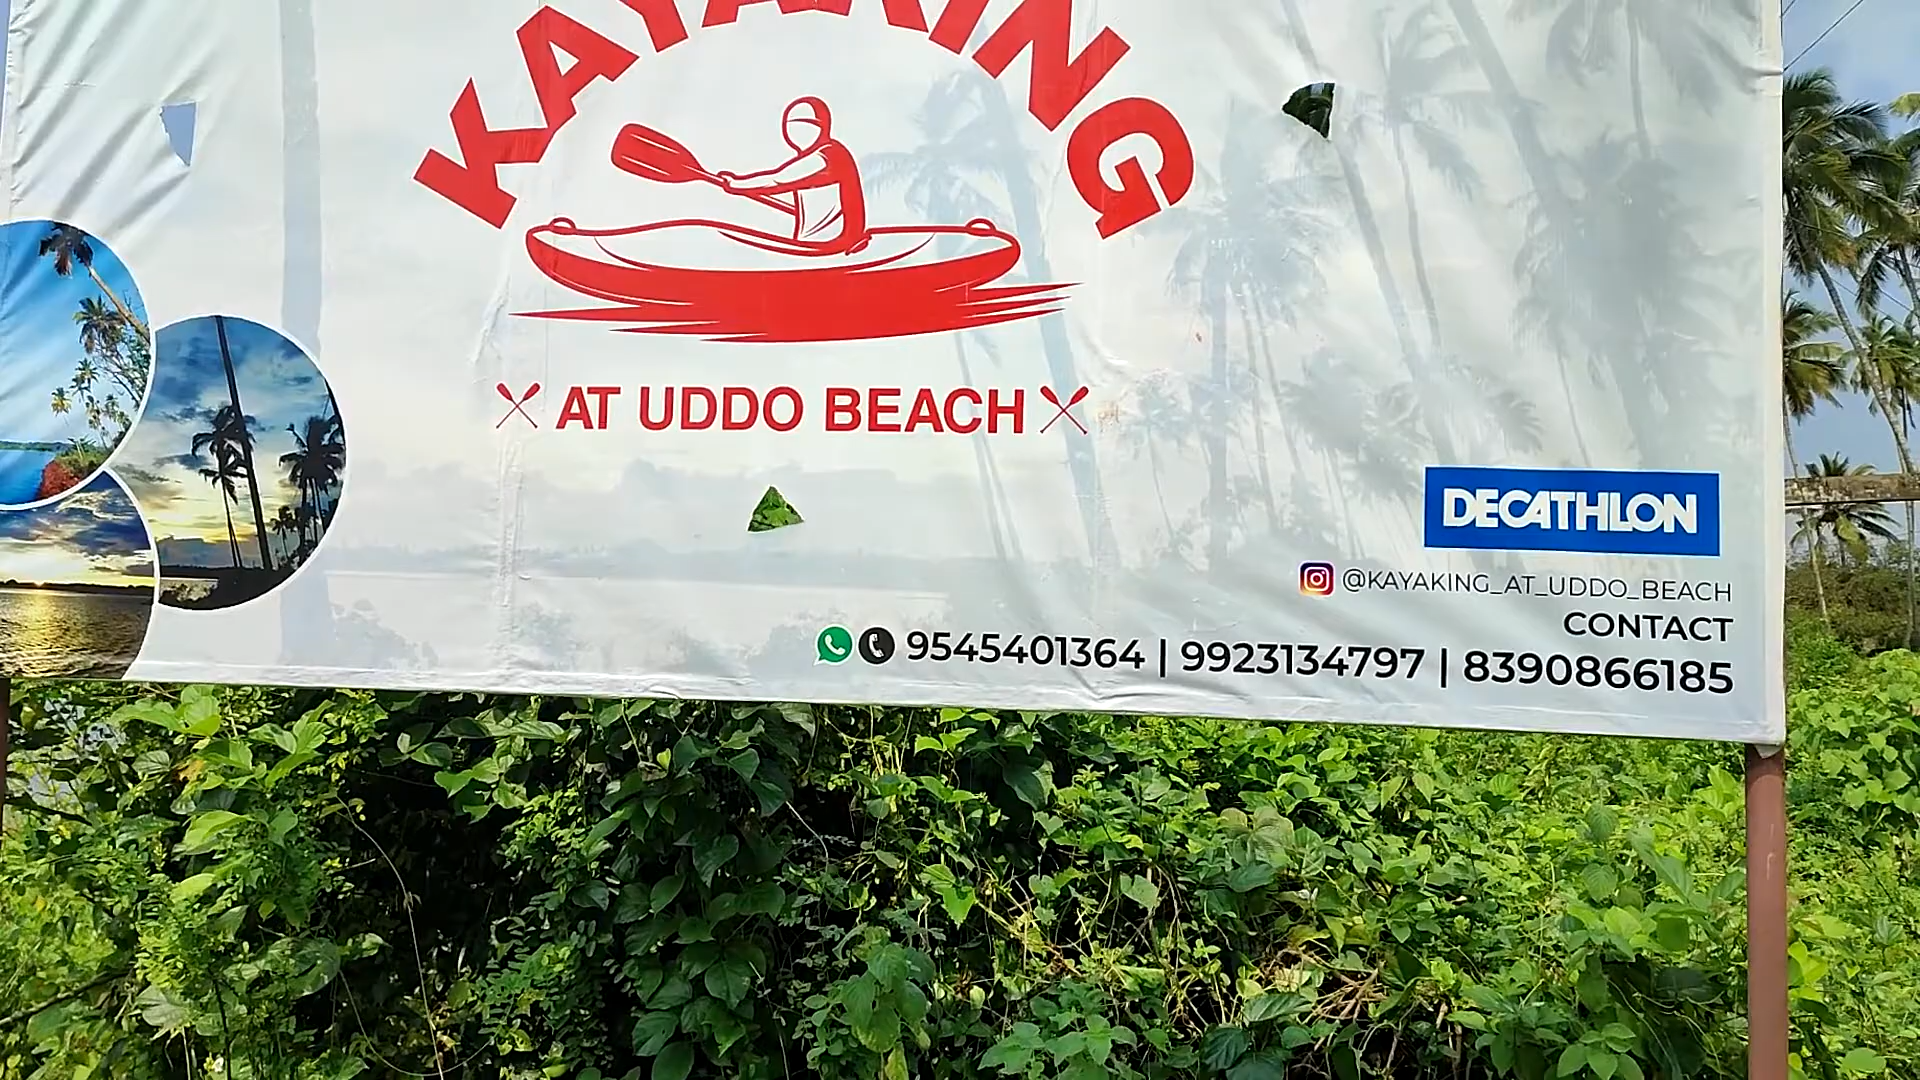 KAYAKING
AT UDDO BEACH
DECATHLON
@KAYAKING_AT_UDDO_BEACH
CONTACT
9545401364 | 9923134797 | 8390866185